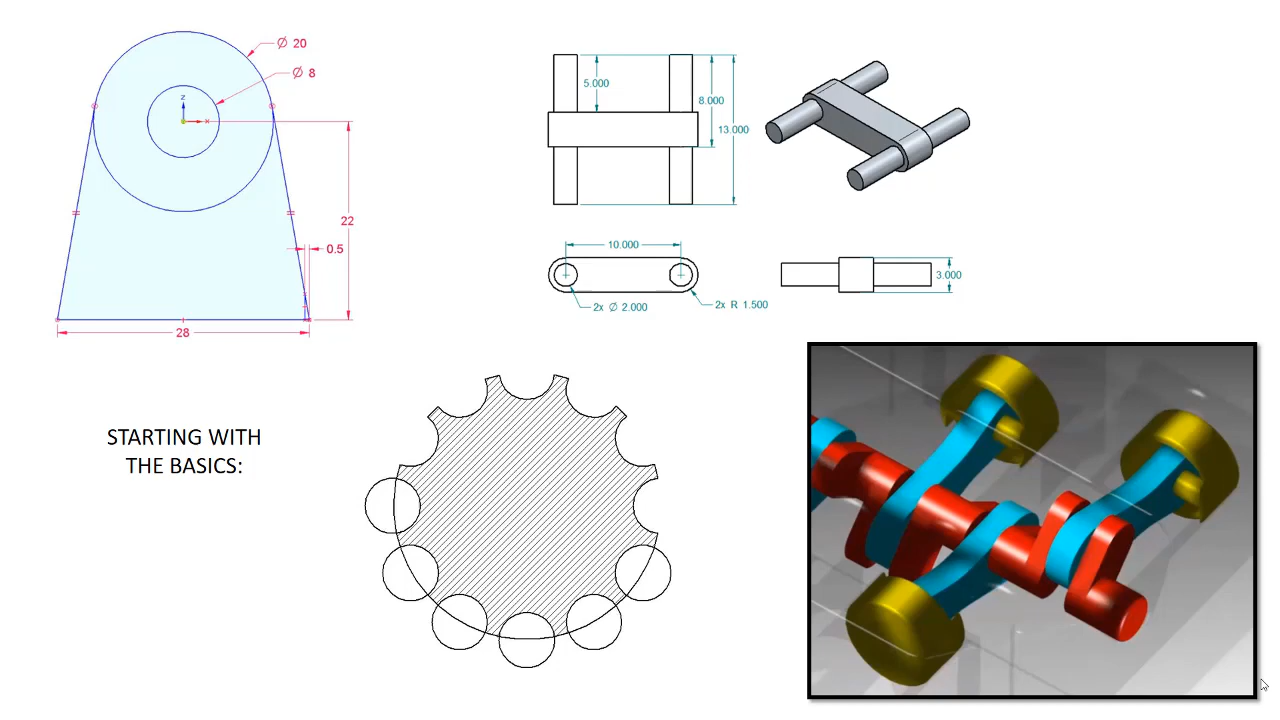 Ø 20
Ø 8
z
x
22
0.5
28
5.000
8.000
13.000
10.000
2x Ø 2.000
2x R 1.500
3.000
STARTING WITH
THE BASICS: